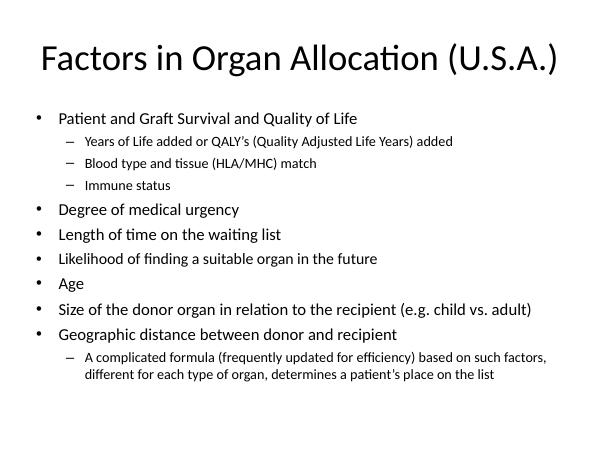 Factors in Organ Allocation (U.S.A.)
• Patient and Graft Survival and Quality of Life
– Years of Life added or QALY's (Quality Adjusted Life Years) added
– Blood type and tissue (HLA/MHC) match
– Immune status
• Degree of medical urgency
• Length of time on the waiting list
• Likelihood of finding a suitable organ in the future
• Age
• Size of the donor organ in relation to the recipient (e.g. child vs. adult)
• Geographic distance between donor and recipient
– A complicated formula (frequently updated for efficiency) based on such factors,
different for each type of organ, determines a patient's place on the list